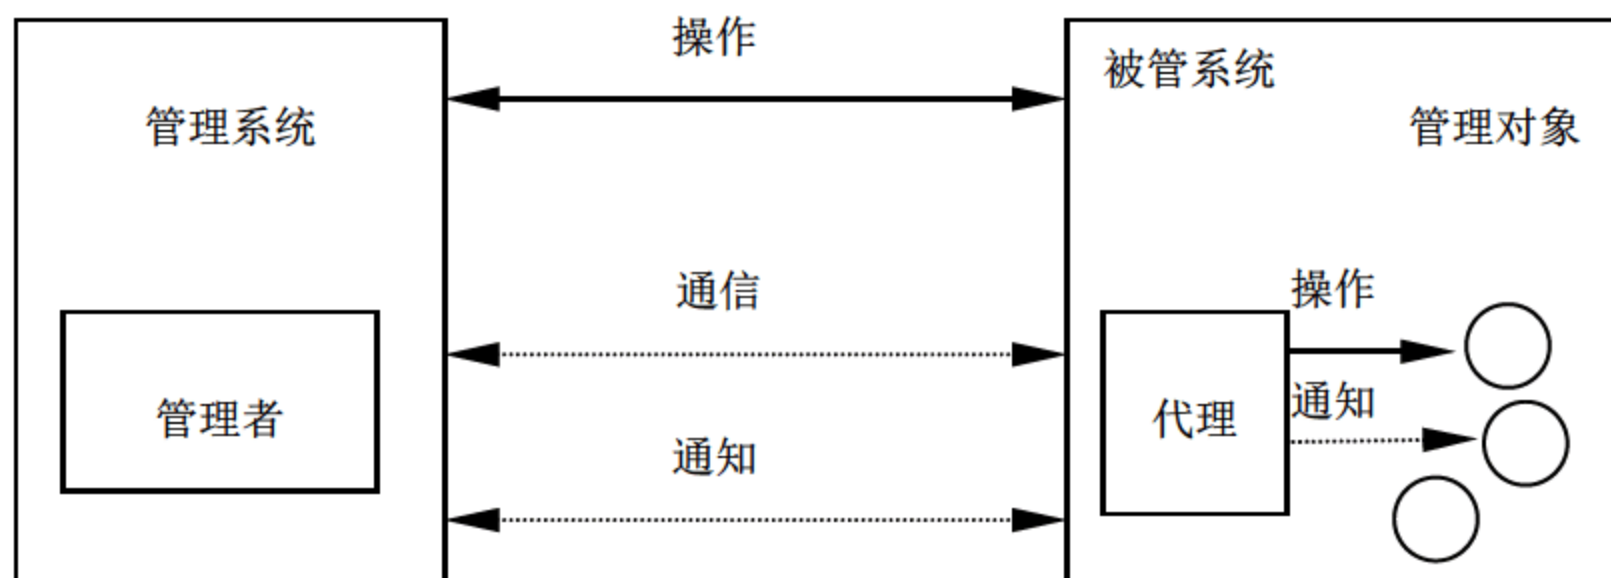 操作
被管系统
管理系统
管理对象
通信
操作
通知
管理者
代理
通知